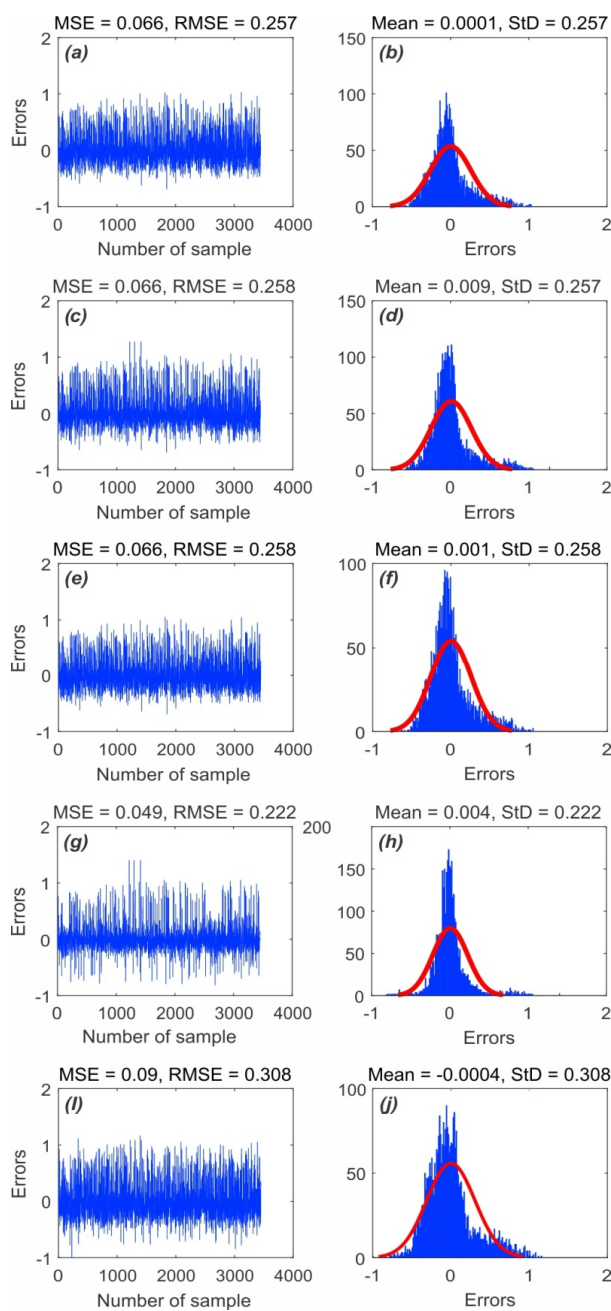 MSE = 0.066, RMSE = 0.257
Mean = 0.0001, StD = 0.257
(a)
2
1
0
-1
Errors
0 1000 2000 3000 4000
Number of sample
(b)
150
100
50
0
-1 0 1 2
Errors
MSE = 0.066, RMSE = 0.258
Mean = 0.009, StD = 0.257
(c)
2
1
0
-1
Errors
0 1000 2000 3000 4000
Number of sample
(d)
150
100
50
0
-1 0 1 2
Errors
MSE = 0.066, RMSE = 0.258
Mean = 0.001, StD = 0.258
(e)
2
1
0
-1
Errors
0 1000 2000 3000 4000
Number of sample
(f)
100
50
0
-1 0 1 2
Errors
MSE = 0.049, RMSE = 0.222
Mean = 0.004, StD = 0.222
(g)
2
1
0
-1
Errors
0 1000 2000 3000 4000
Number of sample
(h)
200
150
100
50
0
-1 0 1 2
Errors
MSE = 0.09, RMSE = 0.308
Mean = -0.0004, StD = 0.308
(I)
2
1
0
-1
Errors
0 1000 2000 3000 4000
Number of sample
(j)
100
50
0
-1 0 1 2
Errors